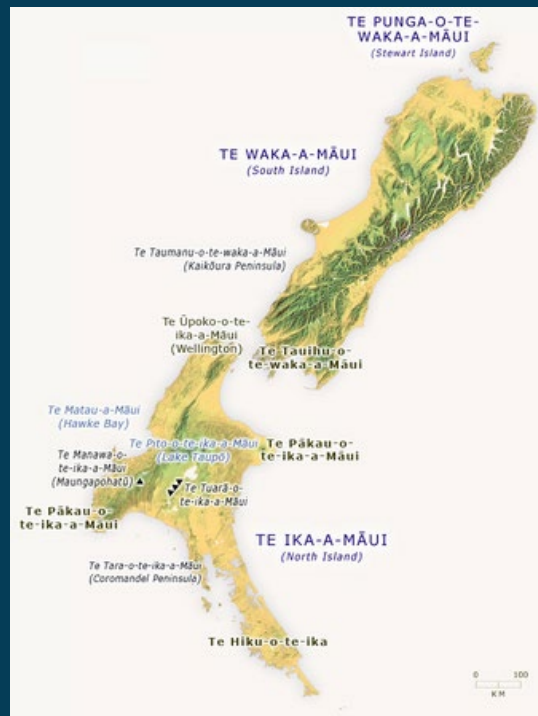 TE PUNGA-O-TE-
WAKA-A-MĀUI
(Stewart Island)
TE WAKA-A-MĀUI
(South Island)
Te Taumanu-o-te-waka-a-Māui
(Kaikōura Peninsula)
Te Ūpoko-o-te-
ika-a-Māui
(Wellington)
Te Tauihu-o-
te-waka-a-Māui
Te Matau-a-Māui
(Hawke Bay)
Te Pito-o-te-ika-a-Māui
(Lake Taupō)
Te Pākau-o-
te-ika-a-Māui
Te Manawa-o-
te-ika-a-Māui
(Maungapohatū)
Te Tuarā-o-
te-ika-a-Māui
Te Pākau-o-
te-ika-a-Māui
TE IKA-A-MĀUI
(North Island)
Te Tara-o-te-ika-a-Māui
(Coromandel Peninsula)
Te Hiku-o-te-ika
0 100
KM